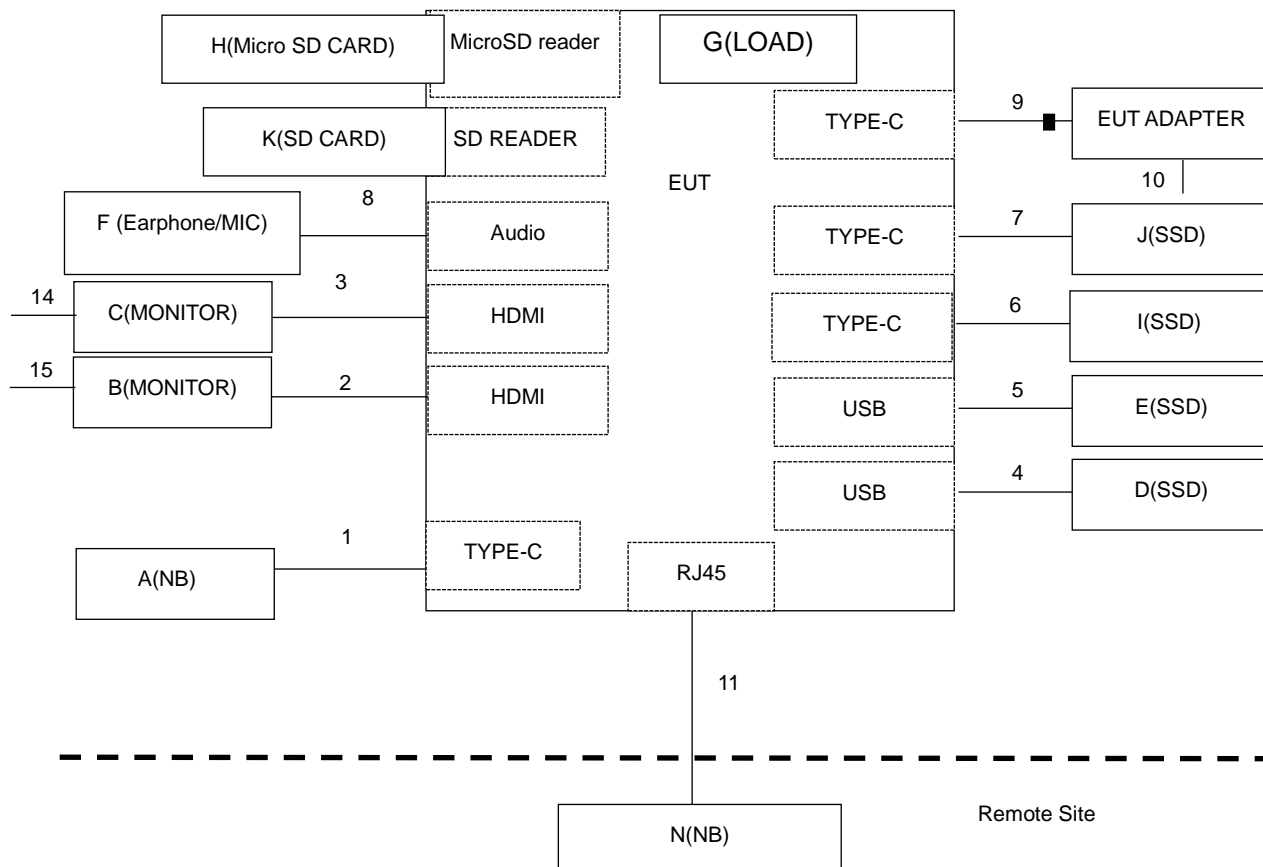 H(Micro SD CARD)
MicroSD reader
G(LOAD)
9
TYPE-C
EUT ADAPTER
K(SD CARD)
SD READER
EUT
10
8
F (Earphone/MIC)
Audio
TYPE-C
7
J(SSD)
3
14
C(MONITOR)
HDMI
TYPE-C
6
I(SSD)
15
B(MONITOR)
2
HDMI
USB
5
E(SSD)
USB
4
D(SSD)
1
TYPE-C
A(NB)
RJ45
11
Remote Site
N(NB)